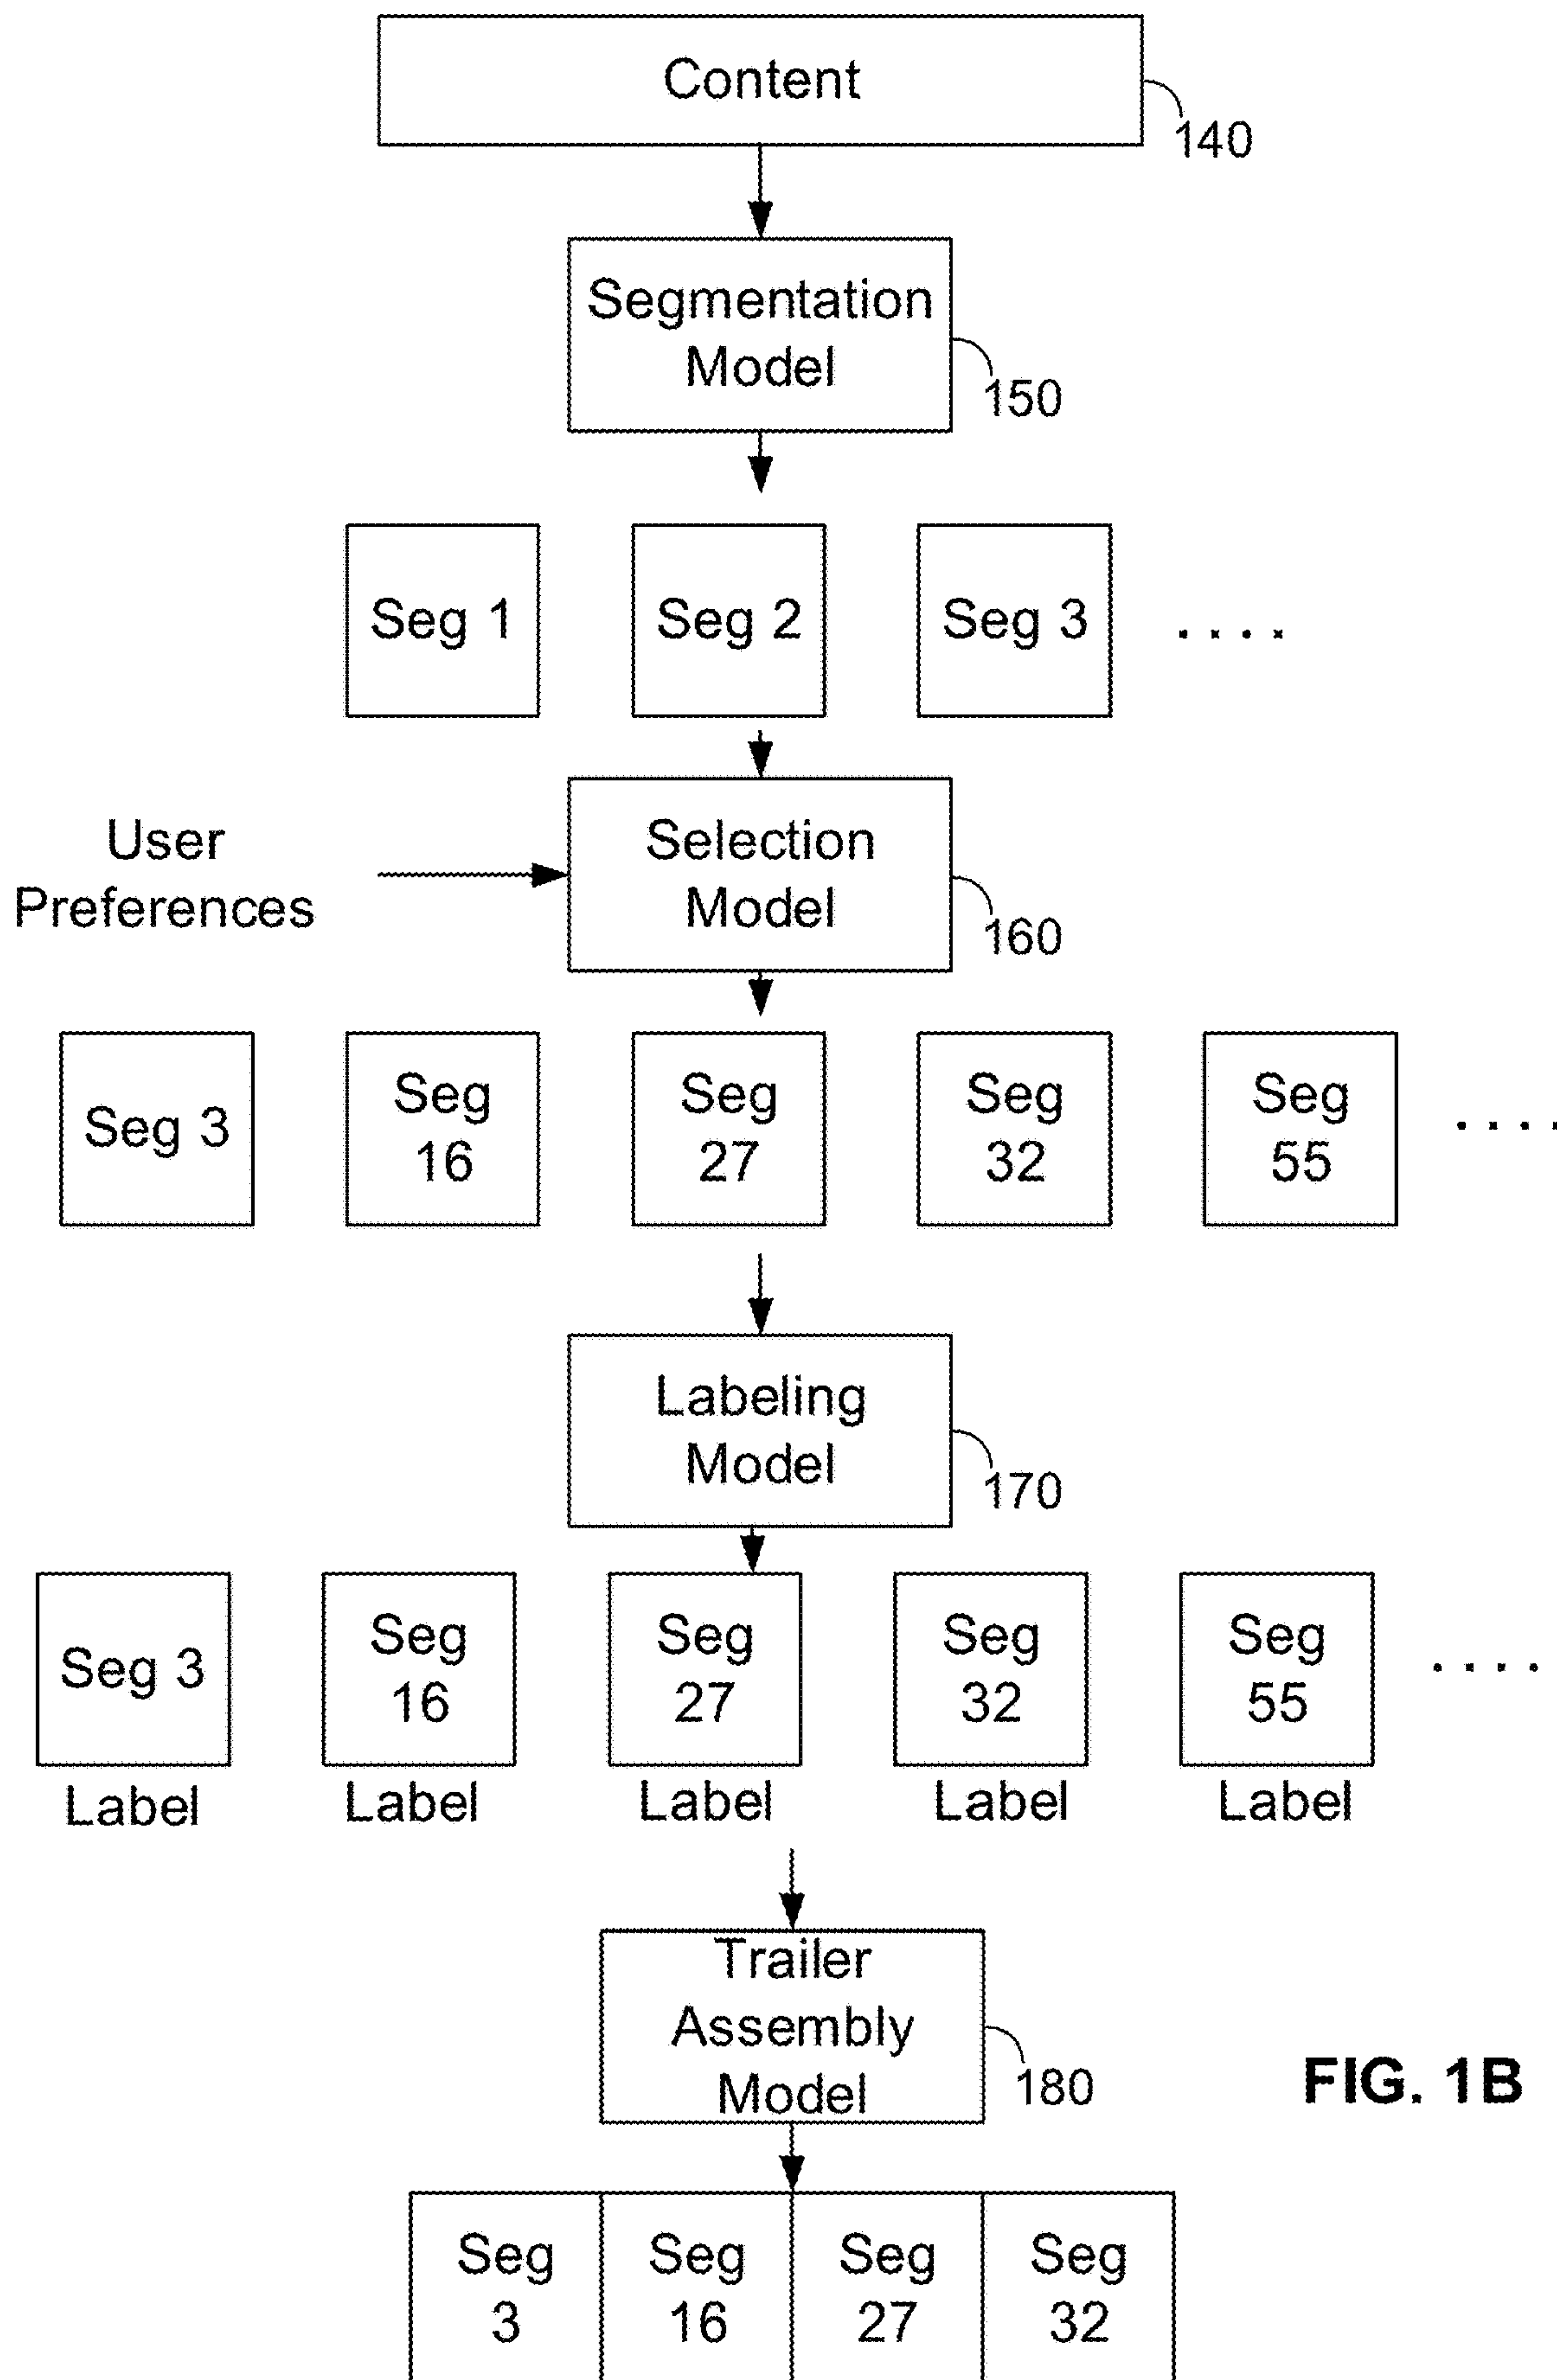 Content
140
Segmentation
Model
150
Seg 1
Seg 2
Seg 3
. . . .
User
Preferences
Selection
Model
160
Seg 3
Seg
16
Seg
27
Seg
32
Seg
55
. . . .
Labeling
Model
170
Seg 3
Seg
16
Seg
27
Seg
32
Seg
55
. . . .
Label
Label
Label
Label
Label
Trailer
Assembly
Model
180
FIG. 1B
Seg
3
Seg
16
Seg
27
Seg
32